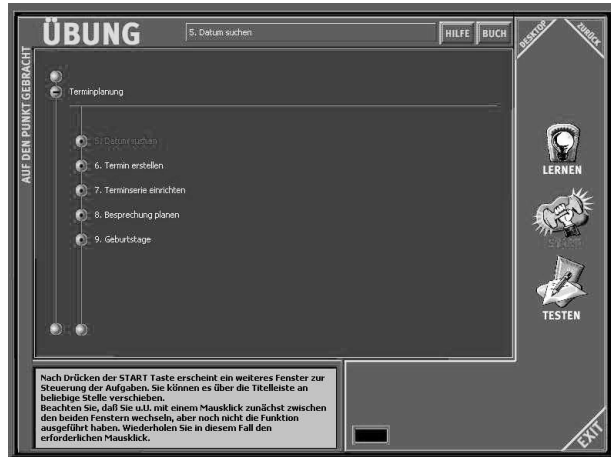 ÜBUNG
5. Datum suchen
HILFE
BUCH
DESKTOP
ZURÜCK
AUF DEN PUNKT GEBRACHT
Terminplanung
5. Datum suchen
6. Termin erstellen
7. Terminserie einrichten
8. Besprechung planen
9. Geburtstage
LERNEN
TESTEN
Nach Drücken der START Taste erscheint ein weiteres Fenster zur
Steuerung der Aufgaben. Sie können es über die Titelleiste an
beliebige Stelle verschieben.
Beachten Sie, daß Sie u.U. mit einem Mausklick zunächst zwischen
den beiden Fenstern wechseln, aber noch nicht die Funktion
ausgeführt haben. Wiederholen Sie in diesem Fall den
erforderlichen Mausklick.
EXIT